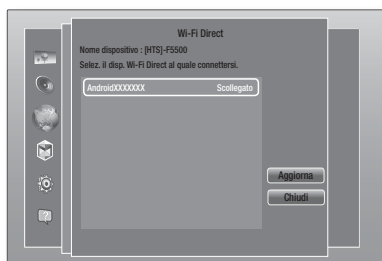 Wi-Fi Direct
Nome dispositivo : [HTS]-F5500
Selez. il disp. Wi-Fi Direct al quale connettersi.
AndroidXXXXXXX Scollegato
Aggiorna
Chiudi